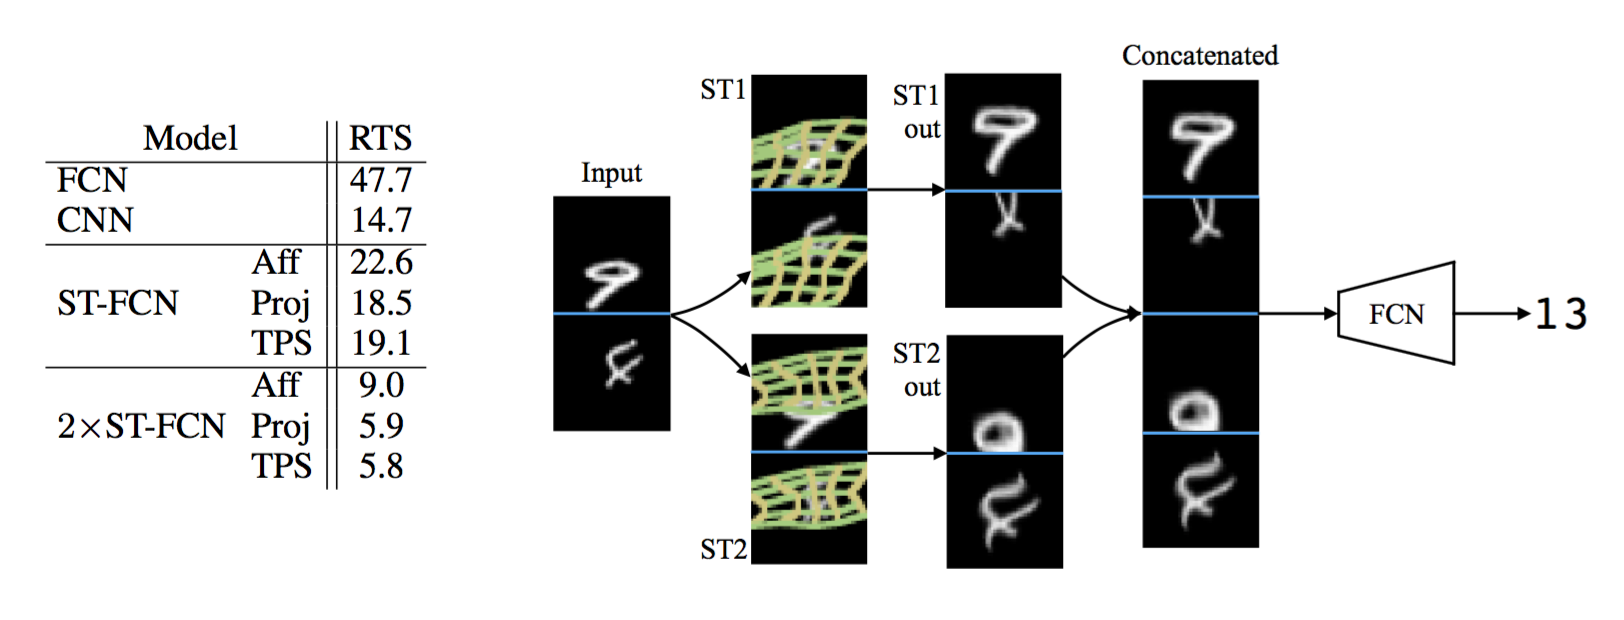 Model RTS
FCN 47.7
CNN 14.7
Aff 22.6
ST-FCN Proj 18.5
TPS 19.1
Aff 9.0
2×ST-FCN Proj 5.9
TPS 5.8
Input
ST1
ST1
out
ST2
ST2
out
Concatenated
FCN
13
9
4